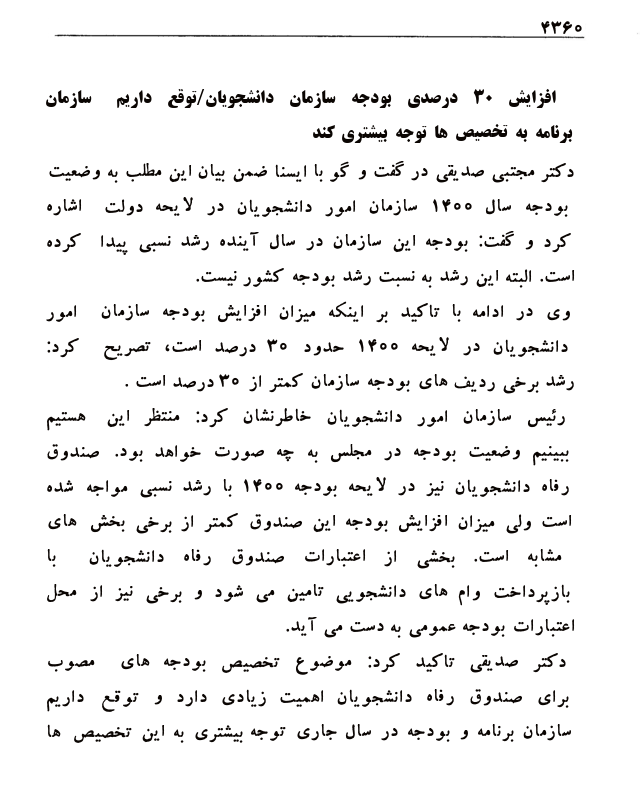 ۴۳۶۰
افزایش ۳۰ درصدی بودجه سازمان دانشجویان/توقع داریم سازمان
برنامه به تخصیص ها توجه بیشتری کند
دکتر مجتبی صدیقی در گفت و گو با ایسنا ضمن بیان این مطلب به وضعیت
بودجه سال ۱۴۰۰ سازمان امور دانشجویان در لایحه دولت اشاره
کرد و گفت: بودجه این سازمان در سال آینده رشد نسبی پیدا کرده
است. البته این رشد به نسبت رشد بودجه کشور نیست.
وی در ادامه با تاکید بر اینکه میزان افزایش بودجه سازمان امور
دانشجویان در لایحه ۱۴۰۰ حدود ۳۰ درصد است، تصریح کرد:
رشد برخی ردیف های بودجه سازمان کمتر از ۳۰ درصد است .
رئیس سازمان امور دانشجویان خاطرنشان کرد: منتظر این هستیم
ببینیم وضعیت بودجه در مجلس به چه صورت خواهد بود. صندوق
رفاه دانشجویان نیز در لایحه بودجه ۱۴۰۰ با رشد نسبی مواجه شده
است ولی میزان افزایش بودجه این صندوق کمتر از برخی بخش های
مشابه است. بخشی از اعتبارات صندوق رفاه دانشجویان با
بازپرداخت وام های دانشجویی تامین می شود و برخی نیز از محل
اعتبارات بودجه عمومی به دست می آید.
دکتر صدیقی تاکید کرد: موضوع تخصیص بودجه های مصوب
برای صندوق رفاه دانشجویان اهمیت زیادی دارد و توقع داریم
سازمان برنامه و بودجه در سال جاری توجه بیشتری به این تخصیص ها